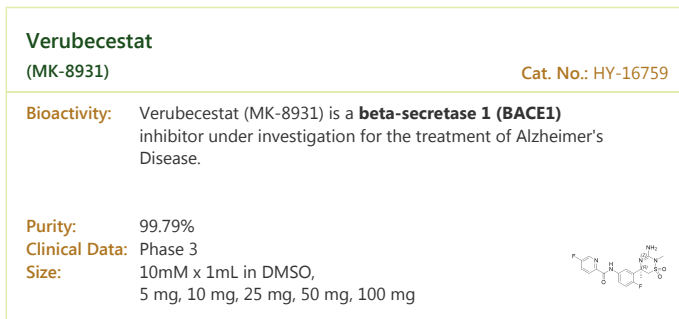 Verubecestat
(MK-8931)
Cat. No.: HY-16759
Bioactivity: Verubecestat (MK-8931) is a beta-secretase 1 (BACE1)
inhibitor under investigation for the treatment of Alzheimer's
Disease.
Purity: 99.79%
Clinical Data: Phase 3
Size: 10mM x 1mL in DMSO,
5 mg, 10 mg, 25 mg, 50 mg, 100 mg
NH2
F
N
H
N
O
F
N
N
S
O
O